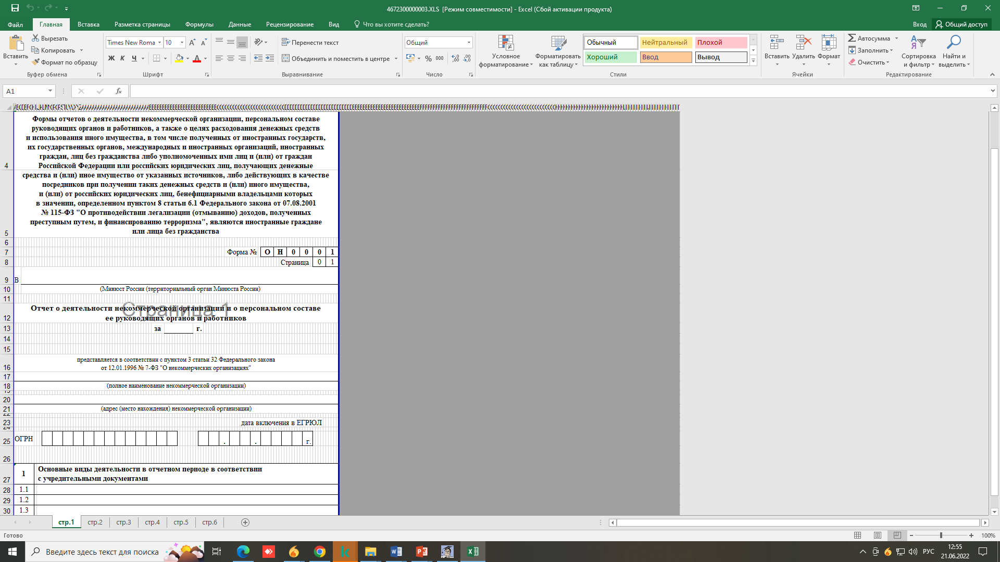 4672300000003.XLS  [Режим совместимости] - Excel (Сбой активации продукта)
Файл
Главная
Вставка
Разметка страницы
Формулы
Данные
Рецензирование
Вид
Что вы хотите сделать?
Вход
Общий доступ
Вставить
Вырезать
Копировать
Формат по образцу
Буфер обмена
Times New Roma
10
Ж К Ч
Шрифт
Перенести текст
Объединить и поместить в центре
Выравнивание
Общий
% 000
Число
Условное
форматирование
Форматировать
как таблицу
Обычный
Нейтральный
Плохой
Хороший
Ввод
Вывод
Стили
Вставить
Удалить
Формат
Ячейки
Автосумма
Заполнить
Очистить
Сортировка
и фильтр
Найти и
выделить
Редактирование
A1
fx
Формы отчетов о деятельности некоммерческой организации, персональном составе
руководящих органов и работников, а также о целях расходования денежных средств
и использования иного имущества, в том числе полученных от иностранных государств,
их государственных органов, международных и иностранных организаций, иностранных
граждан, лиц без гражданства либо уполномоченных ими лиц и (или) от граждан
4 Российской Федерации или российских юридических лиц, получающих денежные
средства и (или) иное имущество от указанных источников, либо действующих в качестве
посредников при получении таких денежных средств и (или) иного имущества,
и (или) от российских юридических лиц, бенефициарными владельцами которых
в значении, определенном пунктом 8 статьи 6.1 Федерального закона от 07.08.2001
№ 115-ФЗ "О противодействии легализации (отмыванию) доходов, полученных
преступным путем, и финансированию терроризма", являются иностранные граждане
5 или лица без гражданства
6
7 Форма № О Н 0 0 0 1
8 Страница 0 1
9 В
10 (Минюст России (территориальный орган Минюста России)
11
Страница 1
Отчет о деятельности некоммерческой организации и о персональном составе
12 ее руководящих органов и работников
13 за г.
14
15
представляется в соответствии с пунктом 3 статьи 32 Федерального закона
16 от 12.01.1996 № 7-ФЗ "О некоммерческих организациях"
17
18 (полное наименование некоммерческой организации)
19
20
21 (адрес (место нахождения) некоммерческой организации)
22
23 дата включения в ЕГРЮЛ
24
25 ОГРН . . г.
26
1 Основные виды деятельности в отчетном периоде в соответствии
27 с учредительными документами
28 1.1
29 1.2
30 1.3
стр.1
стр.2
стр.3
стр.4
стр.5
стр.6
Готово
100%
Введите здесь текст для поиска
РУС
12:55
21.06.2022